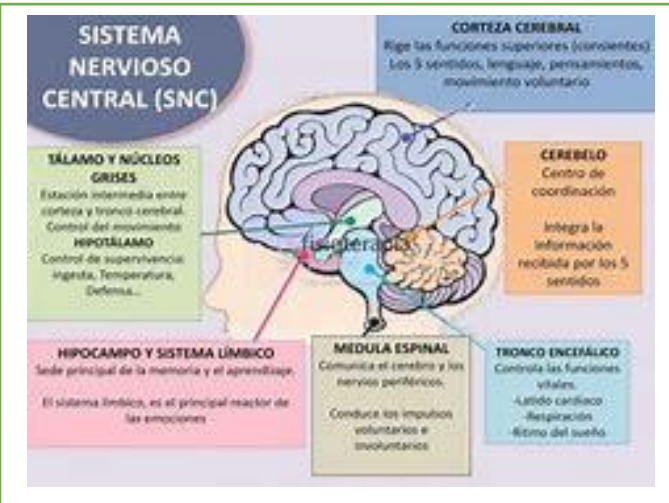 SISTEMA
NERVIOSO
CENTRAL (SNC)
CORTEZA CEREBRAL
Rige las funciones superiores (consientes)
Los 5 sentidos, lenguaje, pensamientos,
movimiento voluntario
TÁLAMO Y NÚCLEOS
GRISES
Estación intermedia entre
corteza y tronco cerebral.
Control del movimiento
HIPOTÁLAMO
Control de supervivencia:
ingesta, Temperatura,
Defensa...
CEREBELO
Centro de
coordinación
Integra la
información
recibida por los 5
sentidos
fisioterapia
HIPOCAMPO Y SISTEMA LÍMBICO
Sede principal de la memoria y el aprendizaje.
El sistema límbico, es el principal reactor de
las emociones
MEDULA ESPINAL
Comunica el cerebro y los
nervios periféricos.
Conduce los impulsos
voluntarios e
involuntarios
TRONCO ENCEFÁLICO
Controla las funciones
vitales.
-Latido cardiaco
-Respiración
-Ritmo del sueño